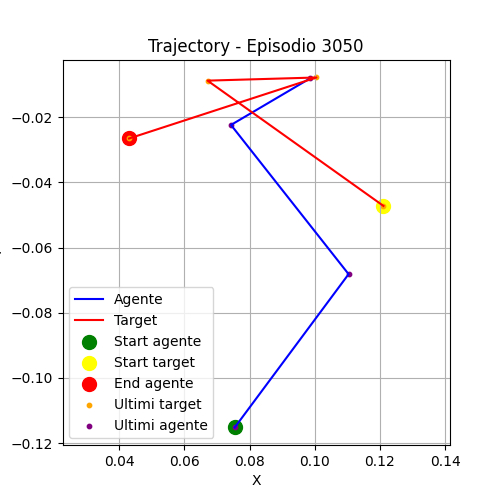 Trajectory - Episodio 3050
−0.02
−0.04
−0.06
−0.08
−0.10
−0.12
Agente
Target
Start agente
Start target
End agente
Ultimi target
Ultimi agente
0.04 0.06 0.08 0.10 0.12 0.14
X